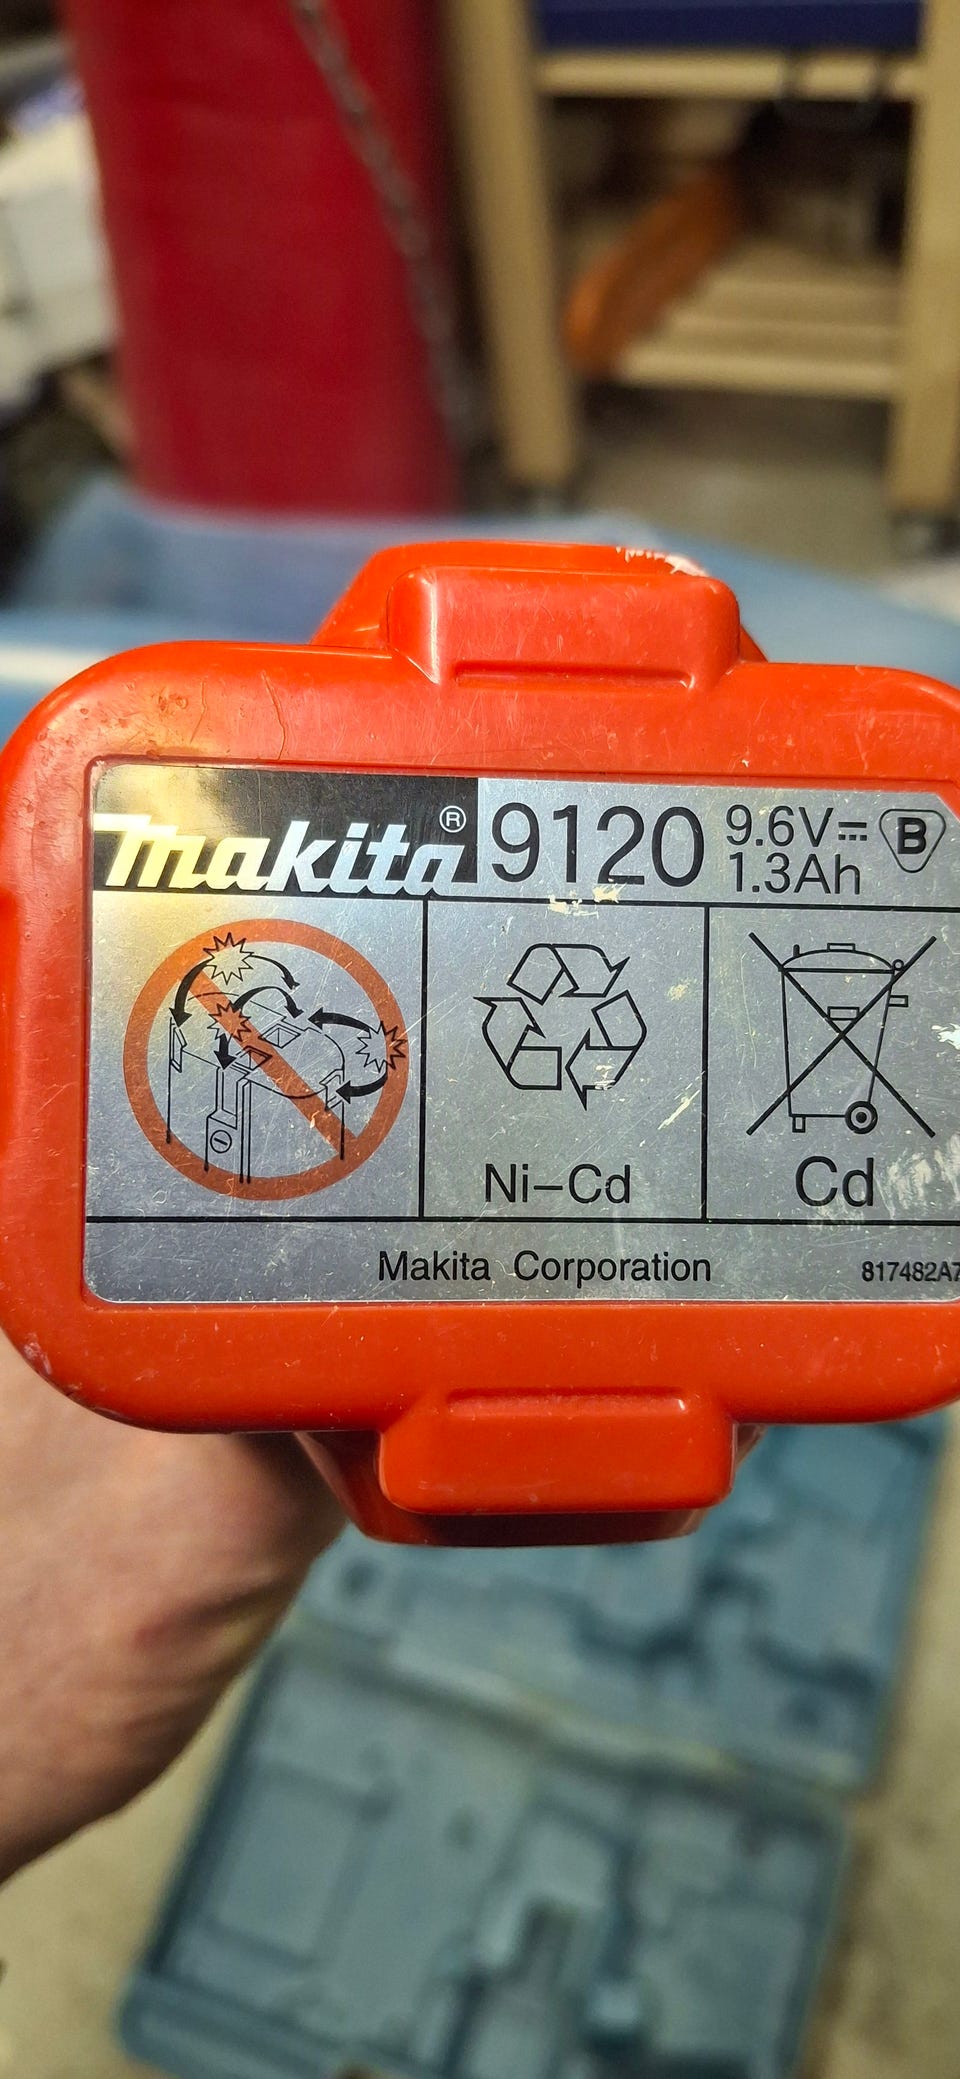 makita® 9120 9.6V⎓ B
1.3Ah
Ni-Cd
Cd
Makita Corporation
817482A7